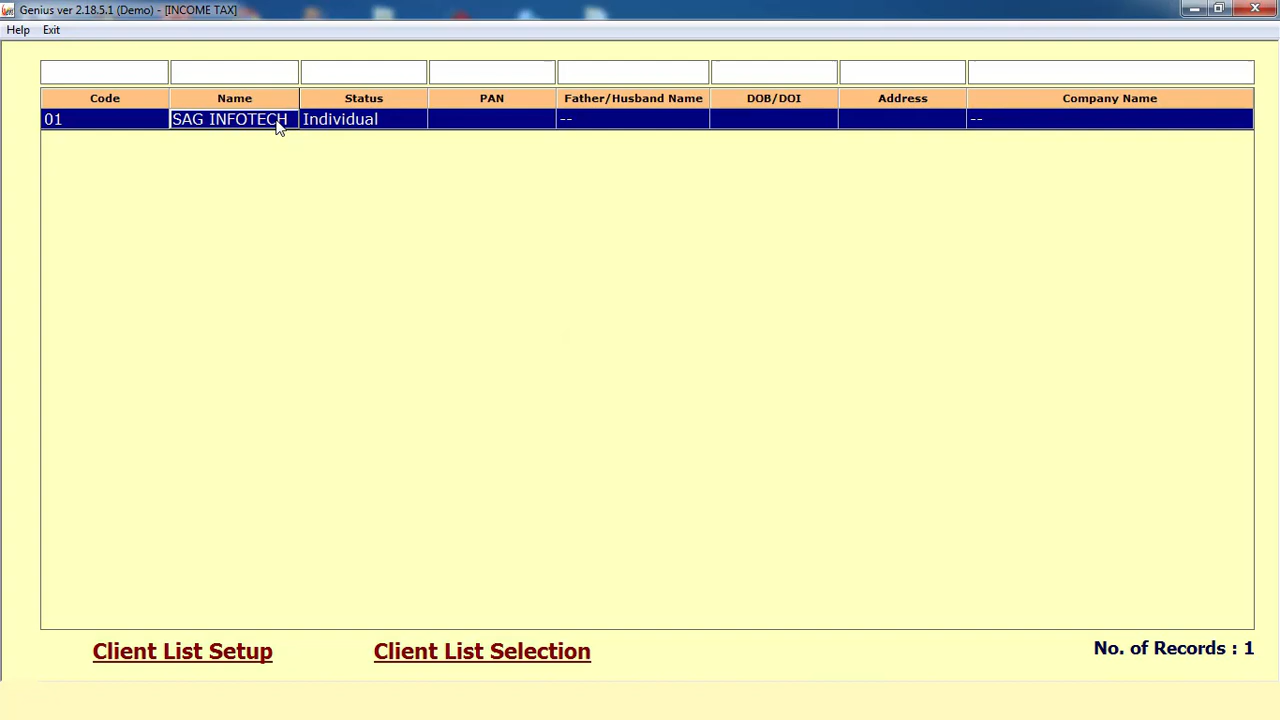 Genius ver 2.18.5.1 (Demo) - [INCOME TAX]
Help Exit
Code Name Status PAN Father/Husband Name DOB/DOI Address Company Name
01 SAG INFOTECH Individual -- --
Client List Setup Client List Selection No. of Records : 1